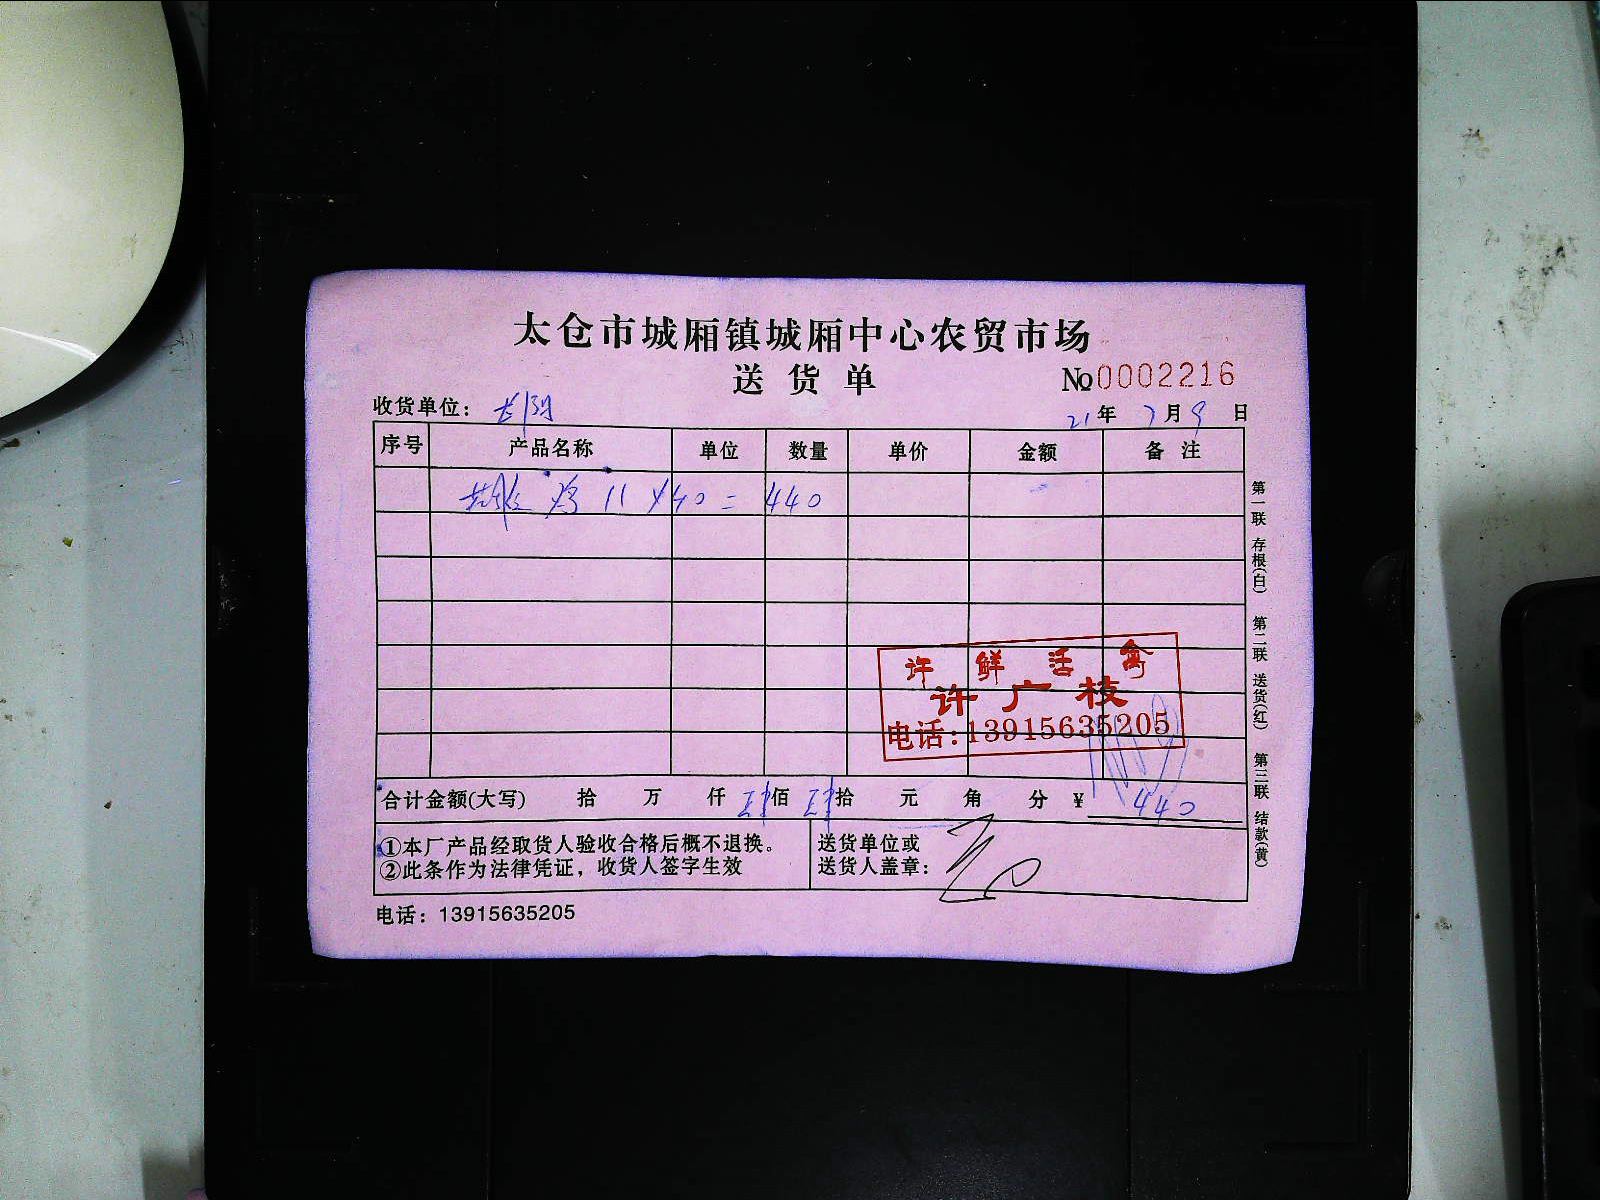 太仓市城厢镇城厢中心农贸市场
送货单
№0002216
收货单位：
21年 7月 9日
序号 产品名称 单位 数量 单价 金额 备注
鸡 11 × 40 = 440
许鲜活禽
许广枝
电话:13915635205
合计金额(大写) 拾 万 仟 肆佰 肆拾 元 角 分 ¥ 440
①本厂产品经取货人验收合格后概不退换。
②此条作为法律凭证，收货人签字生效
送货单位或
送货人盖章：
电话：13915635205
第一联 存根(白) 第二联 送货(红) 第三联 结款(黄)